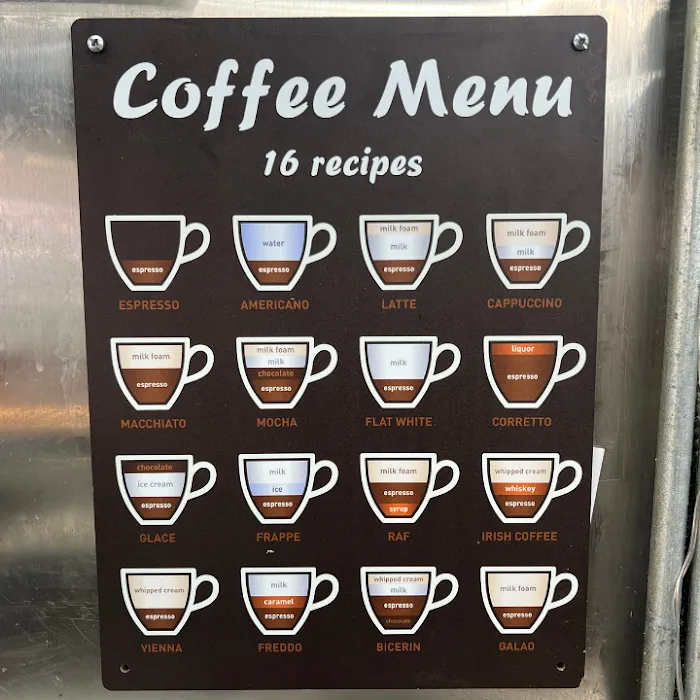 Coffee Menu
16 recipes
espresso
ESPRESSO
water
espresso
AMERICANO
milk foam
milk
espresso
LATTE
milk foam
milk
espresso
CAPPUCCINO
milk foam
espresso
MACCHIATO
milk foam
milk
chocolate
espresso
MOCHA
milk
espresso
FLAT WHITE
liquor
espresso
CORRETTO
chocolate
ice cream
espresso
GLACE
milk
ice
espresso
FRAPPE
milk foam
espresso
syrup
RAF
whipped cream
whiskey
espresso
IRISH COFFEE
whipped cream
espresso
VIENNA
milk
caramel
espresso
FREDDO
whipped cream
milk
espresso
chocolate
BICERIN
milk foam
espresso
GALAO